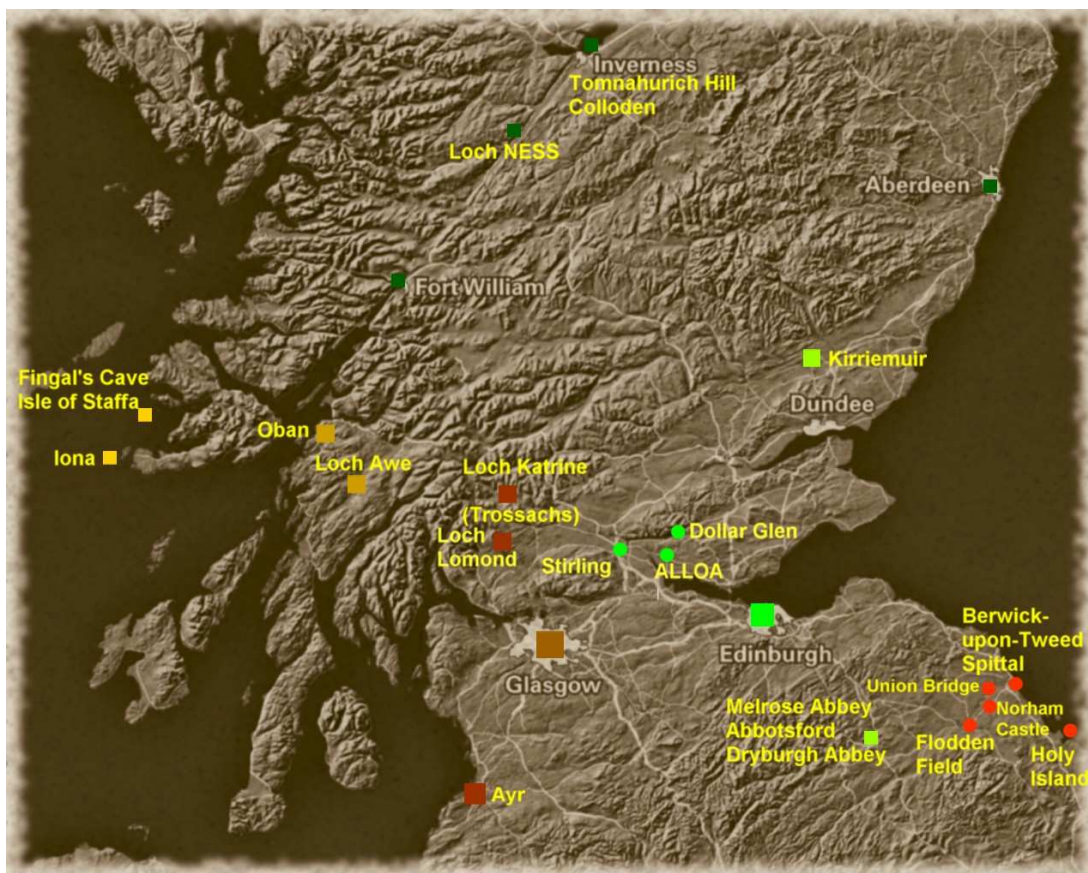 Inverness
Tomnahurich Hill
Colloden
Loch NESS
Aberdeen
Fort William
Kirriemuir
Fingal's Cave
Isle of Staffa
Dundee
Oban
Iona
Loch Awe
Loch Katrine
(Trossachs)
Loch
Lomond
Dollar Glen
Stirling
ALLOA
Edinburgh
Glasgow
Berwick-
upon-Tweed
Spittal
Union Bridge
Norham
Castle
Melrose Abbey
Abbotsford
Dryburgh Abbey
Flodden
Field
Holy
Island
Ayr